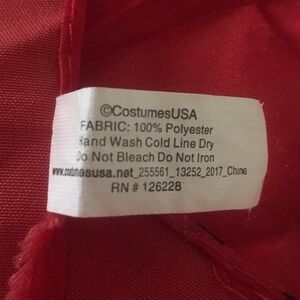 ©CostumesUSA
FABRIC: 100% Polyester
Hand Wash Cold Line Dry
Do Not Bleach Do Not Iron
www.costumesusa.net_255561_13252_2017_China
RN # 126228